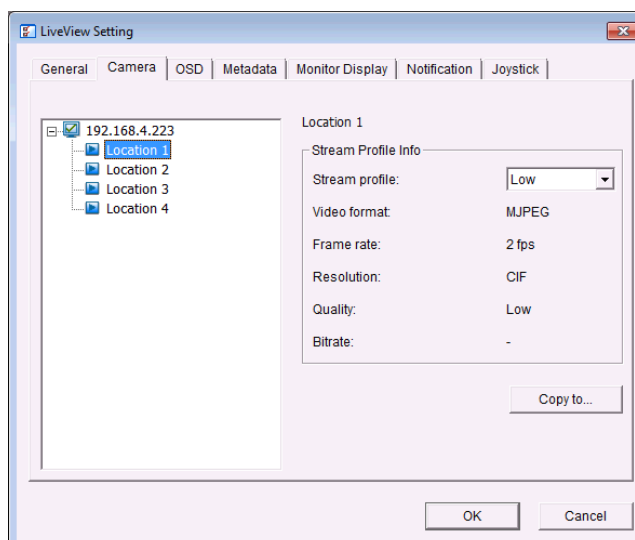 LiveView Setting
General Camera OSD Metadata Monitor Display Notification Joystick
192.168.4.223
Location 1
Location 2
Location 3
Location 4
Location 1
Stream Profile Info
Stream profile: Low
Video format: MJPEG
Frame rate: 2 fps
Resolution: CIF
Quality: Low
Bitrate: -
Copy to...
OK Cancel